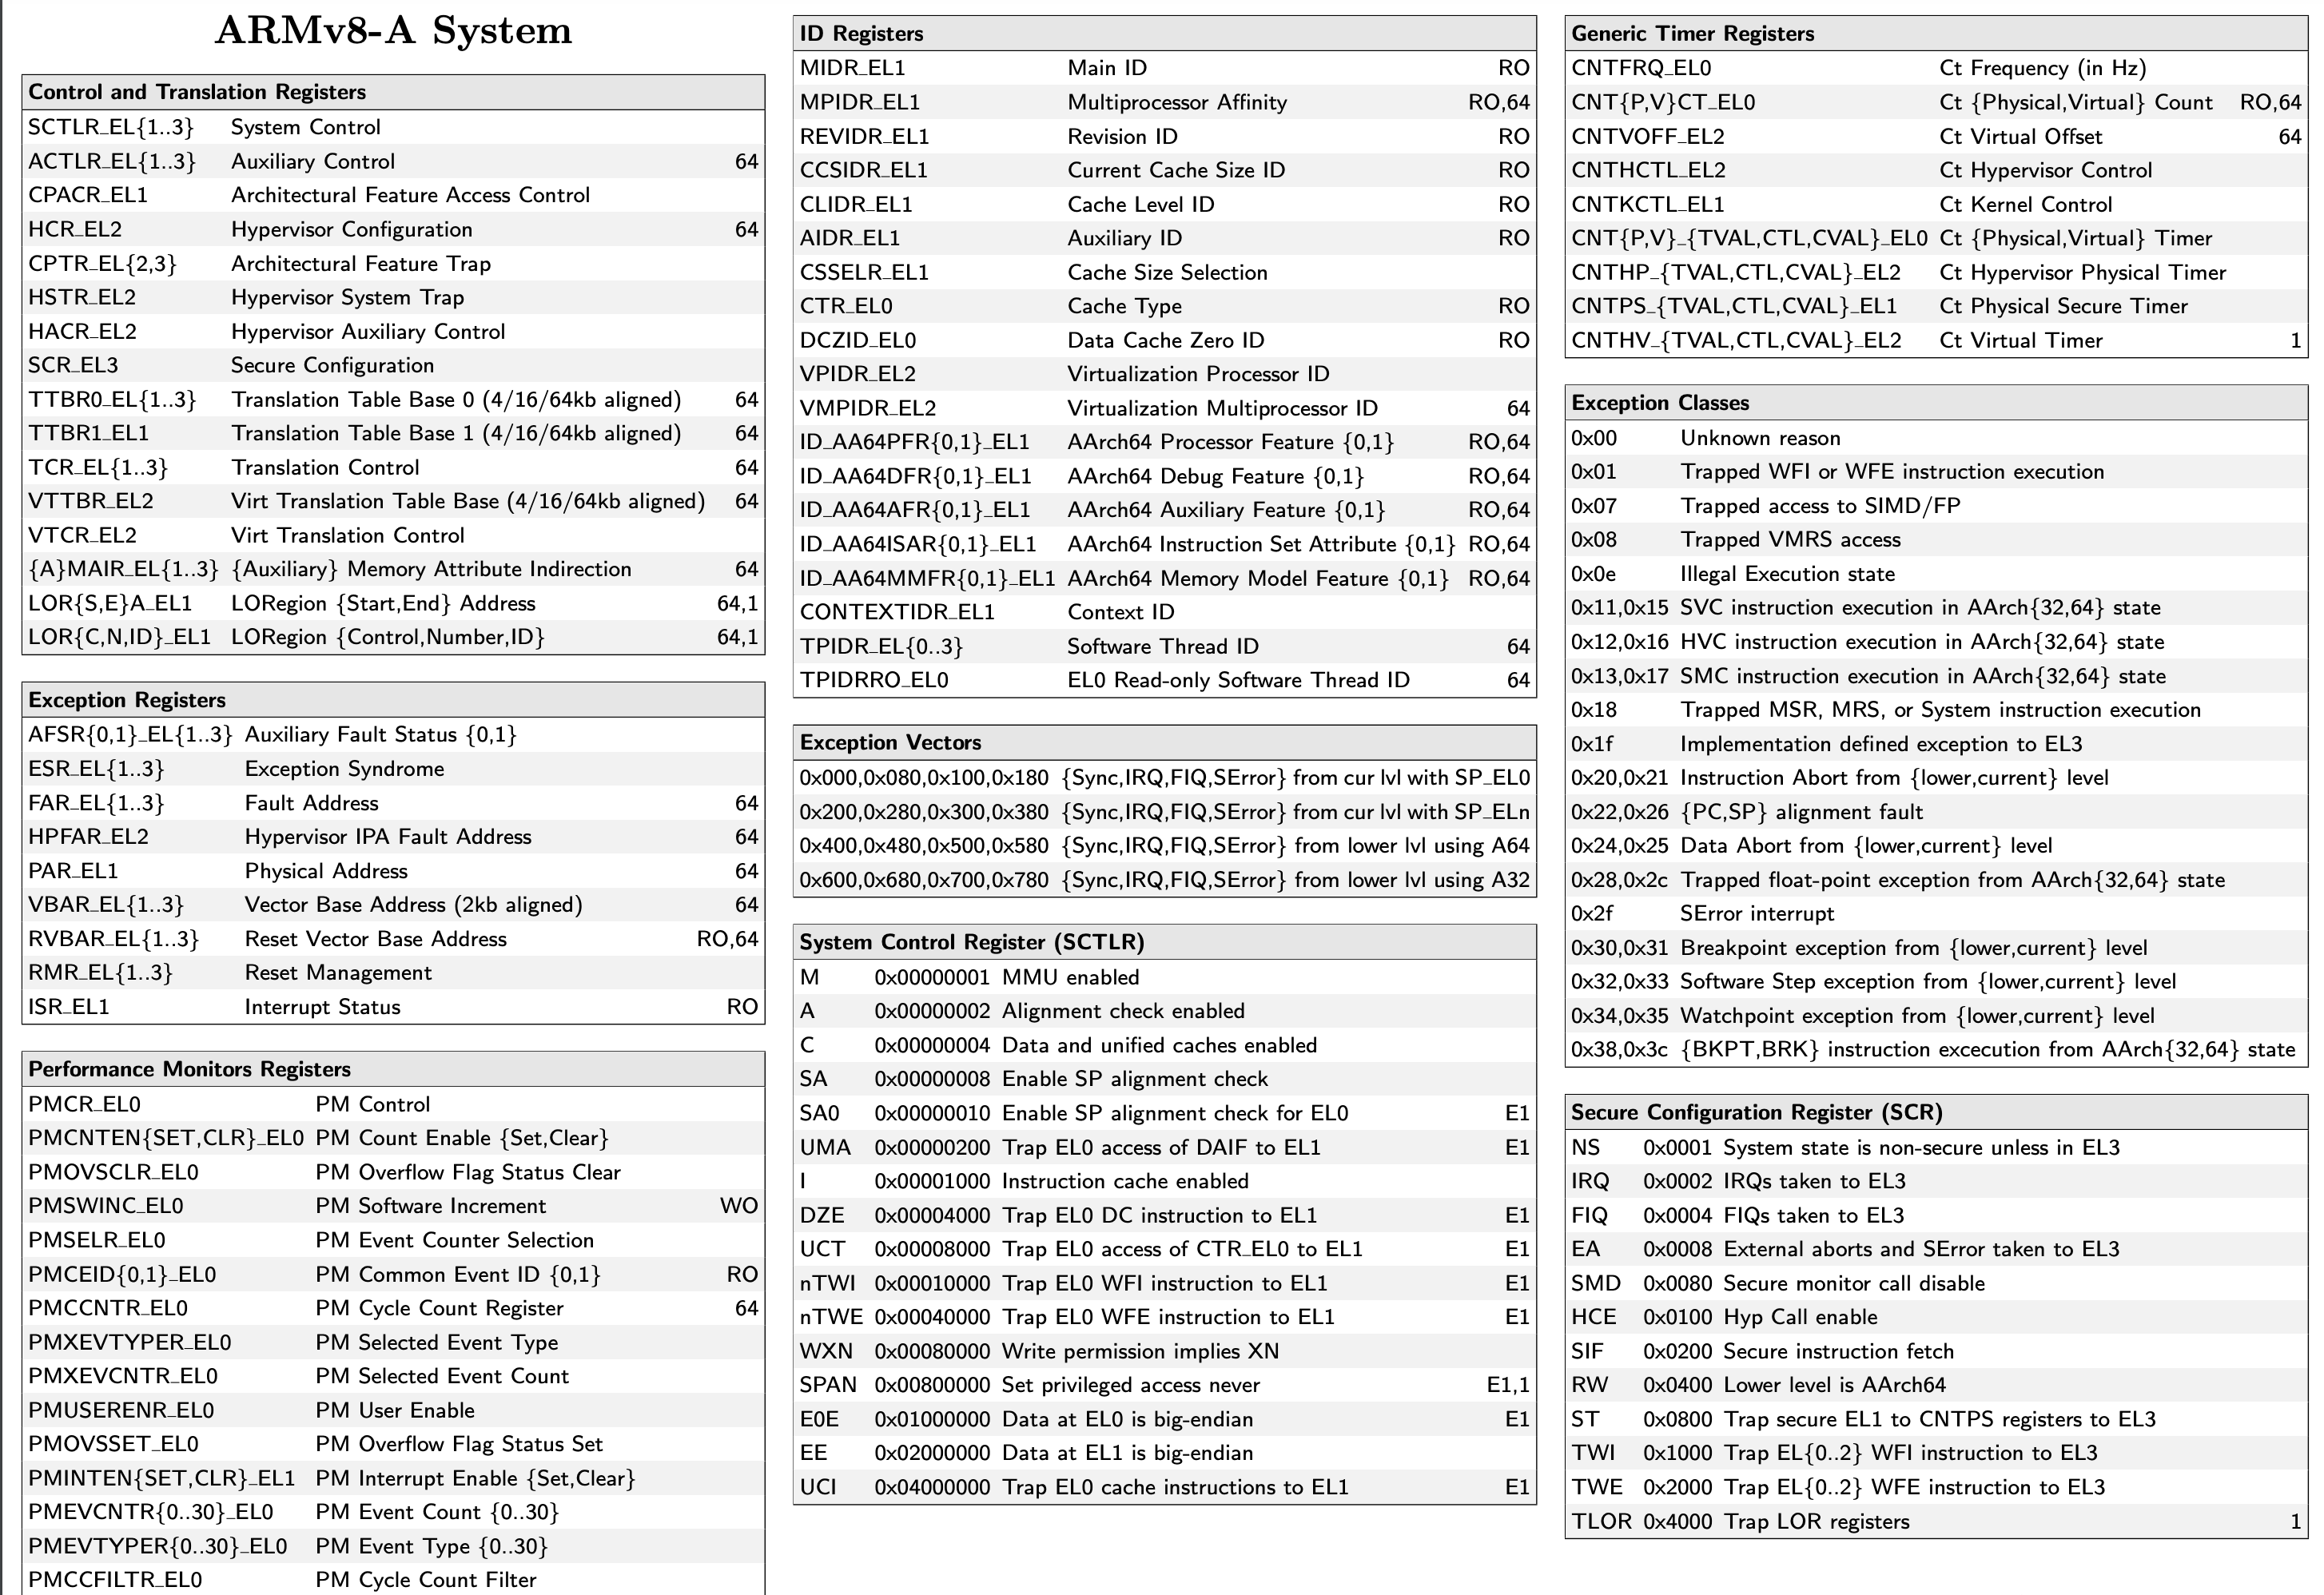 ARMv8-A System
Control and Translation Registers
SCTLR_EL{1..3} System Control
ACTLR_EL{1..3} Auxiliary Control 64
CPACR_EL1 Architectural Feature Access Control
HCR_EL2 Hypervisor Configuration 64
CPTR_EL{2,3} Architectural Feature Trap
HSTR_EL2 Hypervisor System Trap
HACR_EL2 Hypervisor Auxiliary Control
SCR_EL3 Secure Configuration
TTBR0_EL{1..3} Translation Table Base 0 (4/16/64kb aligned) 64
TTBR1_EL1 Translation Table Base 1 (4/16/64kb aligned) 64
TCR_EL{1..3} Translation Control 64
VTTBR_EL2 Virt Translation Table Base (4/16/64kb aligned) 64
VTCR_EL2 Virt Translation Control
{A}MAIR_EL{1..3} {Auxiliary} Memory Attribute Indirection 64
LOR{S,E}A_EL1 LORegion {Start,End} Address 64,1
LOR{C,N,ID}_EL1 LORegion {Control,Number,ID} 64,1
Exception Registers
AFSR{0,1}_EL{1..3} Auxiliary Fault Status {0,1}
ESR_EL{1..3} Exception Syndrome
FAR_EL{1..3} Fault Address 64
HPFAR_EL2 Hypervisor IPA Fault Address 64
PAR_EL1 Physical Address 64
VBAR_EL{1..3} Vector Base Address (2kb aligned) 64
RVBAR_EL{1..3} Reset Vector Base Address RO,64
RMR_EL{1..3} Reset Management
ISR_EL1 Interrupt Status RO
Performance Monitors Registers
PMCR_EL0 PM Control
PMCNTEN{SET,CLR}_EL0 PM Count Enable {Set,Clear}
PMOVSCLR_EL0 PM Overflow Flag Status Clear
PMSWINC_EL0 PM Software Increment WO
PMSELR_EL0 PM Event Counter Selection
PMCEID{0,1}_EL0 PM Common Event ID {0,1} RO
PMCCNTR_EL0 PM Cycle Count Register 64
PMXEVTYPER_EL0 PM Selected Event Type
PMXEVCNTR_EL0 PM Selected Event Count
PMUSERENR_EL0 PM User Enable
PMOVSSET_EL0 PM Overflow Flag Status Set
PMINTEN{SET,CLR}_EL1 PM Interrupt Enable {Set,Clear}
PMEVCNTR{0..30}_EL0 PM Event Count {0..30}
PMEVTYPER{0..30}_EL0 PM Event Type {0..30}
PMCCFILTR_EL0 PM Cycle Count Filter
ID Registers
MIDR_EL1 Main ID RO
MPIDR_EL1 Multiprocessor Affinity RO,64
REVIDR_EL1 Revision ID RO
CCSIDR_EL1 Current Cache Size ID RO
CLIDR_EL1 Cache Level ID RO
AIDR_EL1 Auxiliary ID RO
CSSELR_EL1 Cache Size Selection
CTR_EL0 Cache Type RO
DCZID_EL0 Data Cache Zero ID RO
VPIDR_EL2 Virtualization Processor ID
VMPIDR_EL2 Virtualization Multiprocessor ID 64
ID_AA64PFR{0,1}_EL1 AArch64 Processor Feature {0,1} RO,64
ID_AA64DFR{0,1}_EL1 AArch64 Debug Feature {0,1} RO,64
ID_AA64AFR{0,1}_EL1 AArch64 Auxiliary Feature {0,1} RO,64
ID_AA64ISAR{0,1}_EL1 AArch64 Instruction Set Attribute {0,1} RO,64
ID_AA64MMFR{0,1}_EL1 AArch64 Memory Model Feature {0,1} RO,64
CONTEXTIDR_EL1 Context ID
TPIDR_EL{0..3} Software Thread ID 64
TPIDRRO_EL0 EL0 Read-only Software Thread ID 64
Exception Vectors
0x000,0x080,0x100,0x180 {Sync,IRQ,FIQ,SError} from cur lvl with SP_EL0
0x200,0x280,0x300,0x380 {Sync,IRQ,FIQ,SError} from cur lvl with SP_ELn
0x400,0x480,0x500,0x580 {Sync,IRQ,FIQ,SError} from lower lvl using A64
0x600,0x680,0x700,0x780 {Sync,IRQ,FIQ,SError} from lower lvl using A32
System Control Register (SCTLR)
M 0x00000001 MMU enabled
A 0x00000002 Alignment check enabled
C 0x00000004 Data and unified caches enabled
SA 0x00000008 Enable SP alignment check
SA0 0x00000010 Enable SP alignment check for EL0 E1
UMA 0x00000200 Trap EL0 access of DAIF to EL1 E1
I 0x00001000 Instruction cache enabled
DZE 0x00004000 Trap EL0 DC instruction to EL1 E1
UCT 0x00008000 Trap EL0 access of CTR_EL0 to EL1 E1
nTWI 0x00010000 Trap EL0 WFI instruction to EL1 E1
nTWE 0x00040000 Trap EL0 WFE instruction to EL1 E1
WXN 0x00080000 Write permission implies XN
SPAN 0x00800000 Set privileged access never E1,1
E0E 0x01000000 Data at EL0 is big-endian E1
EE 0x02000000 Data at EL1 is big-endian
UCI 0x04000000 Trap EL0 cache instructions to EL1 E1
Generic Timer Registers
CNTFRQ_EL0 Ct Frequency (in Hz)
CNT{P,V}CT_EL0 Ct {Physical,Virtual} Count RO,64
CNTVOFF_EL2 Ct Virtual Offset 64
CNTHCTL_EL2 Ct Hypervisor Control
CNTKCTL_EL1 Ct Kernel Control
CNT{P,V}_{TVAL,CTL,CVAL}_EL0 Ct {Physical,Virtual} Timer
CNTHP_{TVAL,CTL,CVAL}_EL2 Ct Hypervisor Physical Timer
CNTPS_{TVAL,CTL,CVAL}_EL1 Ct Physical Secure Timer
CNTHV_{TVAL,CTL,CVAL}_EL2 Ct Virtual Timer 1
Exception Classes
0x00 Unknown reason
0x01 Trapped WFI or WFE instruction execution
0x07 Trapped access to SIMD/FP
0x08 Trapped VMRS access
0x0e Illegal Execution state
0x11,0x15 SVC instruction execution in AArch{32,64} state
0x12,0x16 HVC instruction execution in AArch{32,64} state
0x13,0x17 SMC instruction execution in AArch{32,64} state
0x18 Trapped MSR, MRS, or System instruction execution
0x1f Implementation defined exception to EL3
0x20,0x21 Instruction Abort from {lower,current} level
0x22,0x26 {PC,SP} alignment fault
0x24,0x25 Data Abort from {lower,current} level
0x28,0x2c Trapped float-point exception from AArch{32,64} state
0x2f SError interrupt
0x30,0x31 Breakpoint exception from {lower,current} level
0x32,0x33 Software Step exception from {lower,current} level
0x34,0x35 Watchpoint exception from {lower,current} level
0x38,0x3c {BKPT,BRK} instruction excecution from AArch{32,64} state
Secure Configuration Register (SCR)
NS 0x0001 System state is non-secure unless in EL3
IRQ 0x0002 IRQs taken to EL3
FIQ 0x0004 FIQs taken to EL3
EA 0x0008 External aborts and SError taken to EL3
SMD 0x0080 Secure monitor call disable
HCE 0x0100 Hyp Call enable
SIF 0x0200 Secure instruction fetch
RW 0x0400 Lower level is AArch64
ST 0x0800 Trap secure EL1 to CNTPS registers to EL3
TWI 0x1000 Trap EL{0..2} WFI instruction to EL3
TWE 0x2000 Trap EL{0..2} WFE instruction to EL3
TLOR 0x4000 Trap LOR registers 1